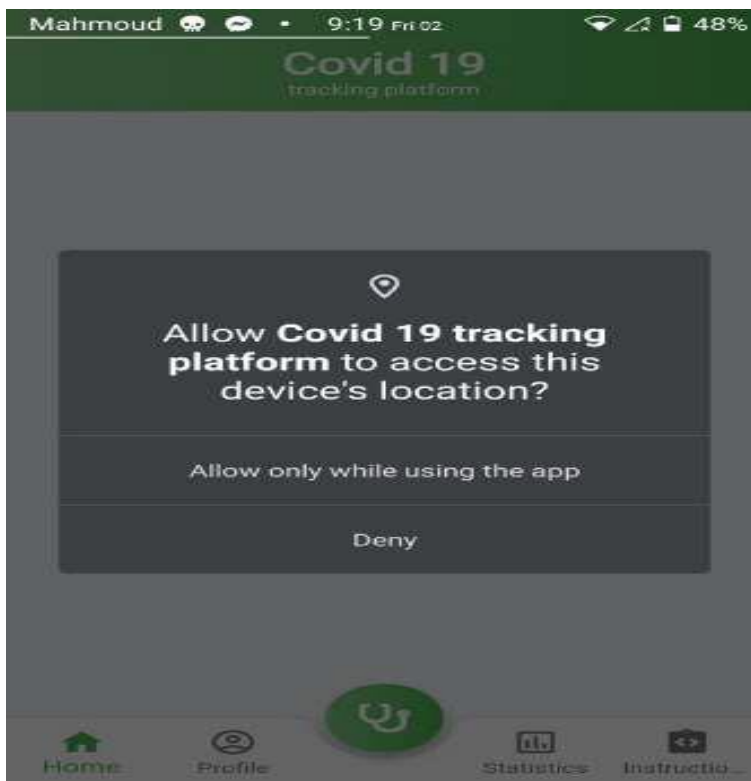 Mahmoud 9:19 Fri 02 48%
Covid 19
tracking platform
Allow Covid 19 tracking
platform to access this
device's location?
Allow only while using the app
Deny
Home Profile Statistics Instructio...